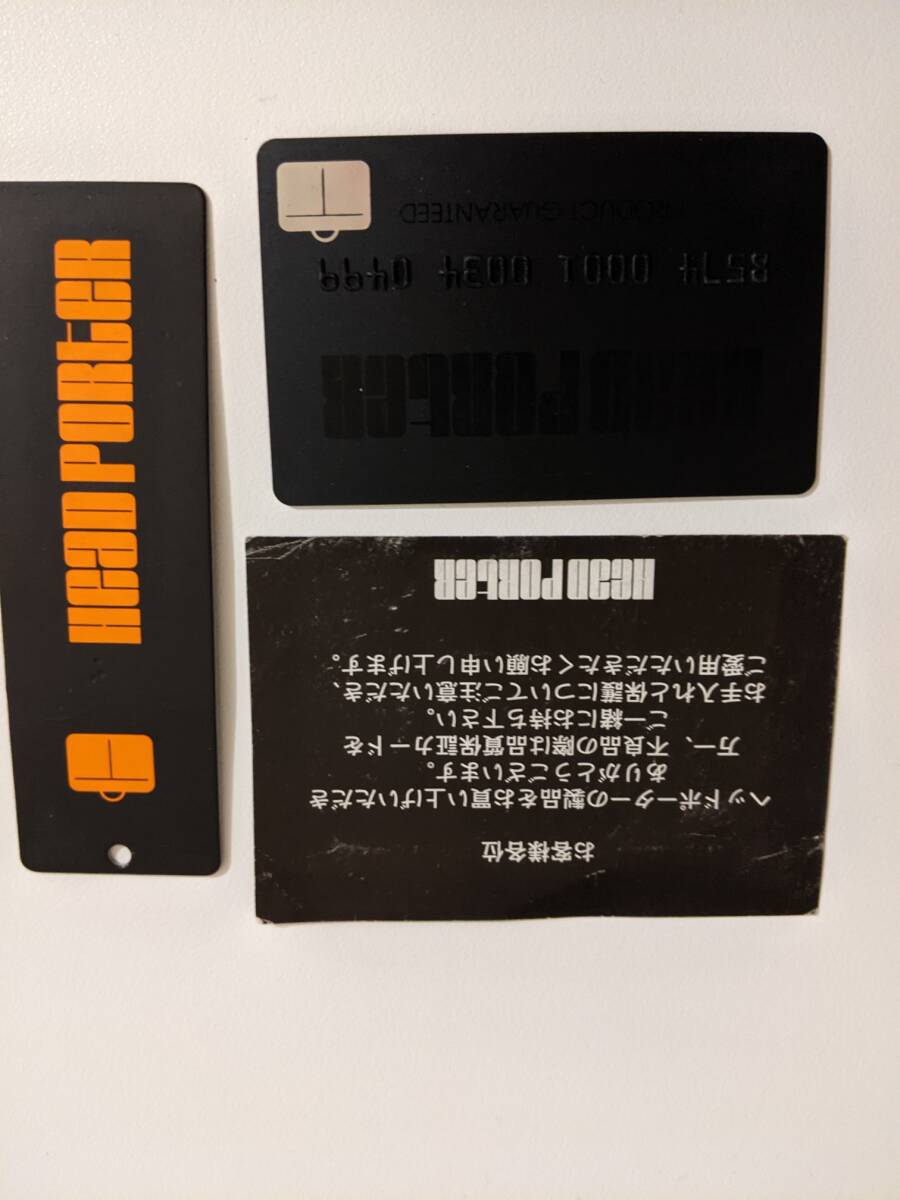 HeaD PORteR
HeaD PORteR
8574 0001 0034 0499
PRODUCT GUARANTEED
お客様各位
ヘッドポーターの製品をお買い上げいただき
ありがとうございます。
万一、不良品の際は品質保証カードを
ご一緒にお持ち下さい。
お手入れと保護についてご注意いただき、
ご愛用いただきたくお願い申し上げます。
HeaD PORteR